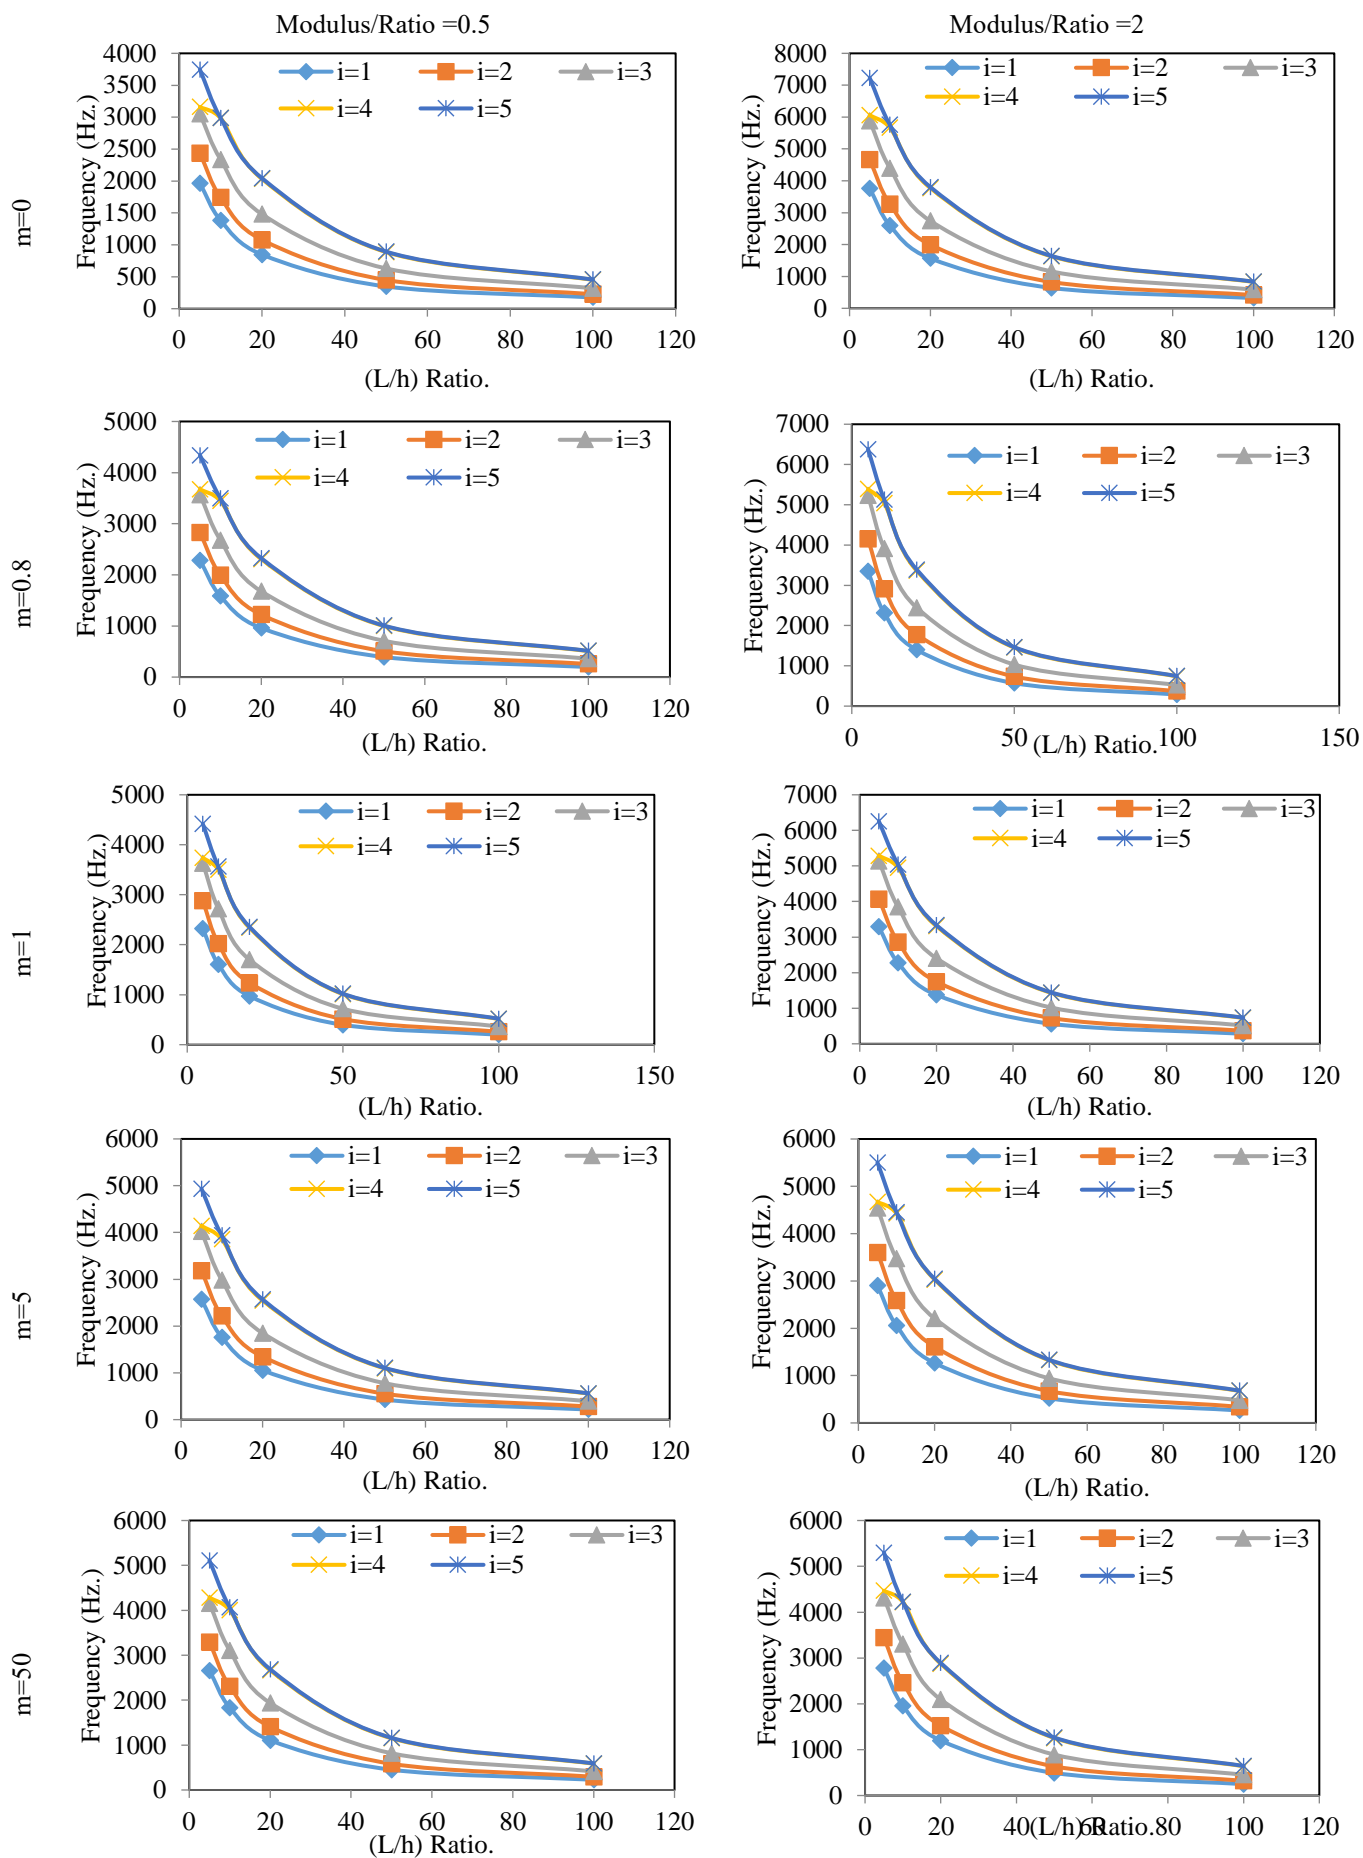 Modulus/Ratio =0.5
Modulus/Ratio =2
m=0
Frequency (Hz.)
4000
3500
3000
2500
2000
1500
1000
500
0
i=1 i=2 i=3
i=4 i=5
0 20 40 60 80 100 120
(L/h) Ratio.
Frequency (Hz.)
8000
7000
6000
5000
4000
3000
2000
1000
0
i=1 i=2 i=3
i=4 i=5
0 20 40 60 80 100 120
(L/h) Ratio.
m=0.8
Frequency (Hz.)
5000
4000
3000
2000
1000
0
i=1 i=2 i=3
i=4 i=5
0 20 40 60 80 100 120
(L/h) Ratio.
Frequency (Hz.)
7000
6000
5000
4000
3000
2000
1000
0
i=1 i=2 i=3
i=4 i=5
0 50 100 150
(L/h) Ratio.
m=1
Frequency (Hz.)
5000
4000
3000
2000
1000
0
i=1 i=2 i=3
i=4 i=5
0 50 100 150
(L/h) Ratio.
Frequency (Hz.)
7000
6000
5000
4000
3000
2000
1000
0
i=1 i=2 i=3
i=4 i=5
0 20 40 60 80 100 120
(L/h) Ratio.
m=5
Frequency (Hz.)
6000
5000
4000
3000
2000
1000
0
i=1 i=2 i=3
i=4 i=5
0 20 40 60 80 100 120
(L/h) Ratio.
Frequency (Hz.)
6000
5000
4000
3000
2000
1000
0
i=1 i=2 i=3
i=4 i=5
0 20 40 60 80 100 120
(L/h) Ratio.
m=50
Frequency (Hz.)
6000
5000
4000
3000
2000
1000
0
i=1 i=2 i=3
i=4 i=5
0 20 40 60 80 100 120
(L/h) Ratio.
Frequency (Hz.)
6000
5000
4000
3000
2000
1000
0
i=1 i=2 i=3
i=4 i=5
0 20 40 60 80 100 120
(L/h) Ratio.